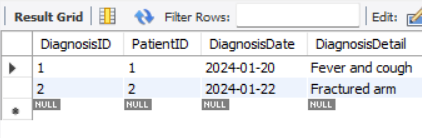 Result Grid Filter Rows: Edit:
DiagnosisID PatientID DiagnosisDate DiagnosisDetail
1 1 2024-01-20 Fever and cough
2 2 2024-01-22 Fractured arm
NULL NULL NULL NULL